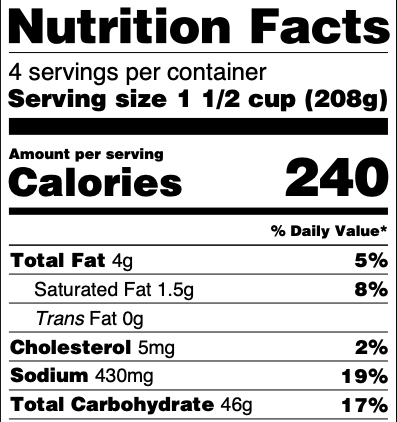 Nutrition Facts
4 servings per container
Serving size 1 1/2 cup (208g)
Amount per serving
Calories 240
% Daily Value*
Total Fat 4g 5%
Saturated Fat 1.5g 8%
Trans Fat 0g
Cholesterol 5mg 2%
Sodium 430mg 19%
Total Carbohydrate 46g 17%